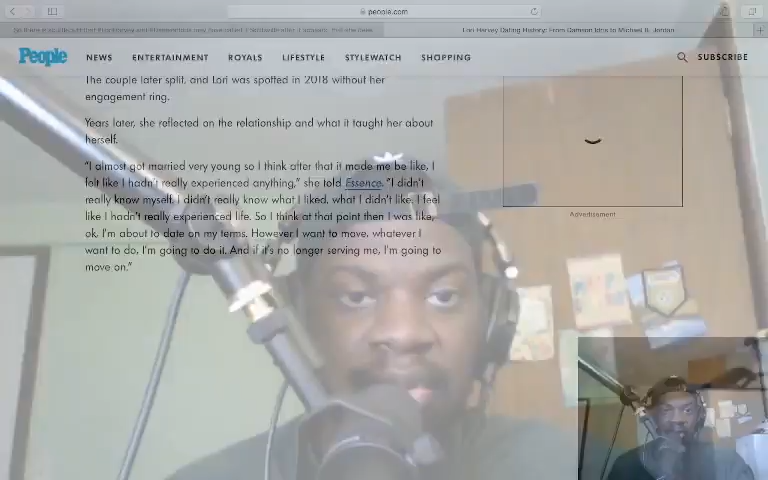 people.com
Lori Harvey Dating History: From Damson Idris to Michael B. Jordan
People NEWS ENTERTAINMENT ROYALS LIFESTYLE STYLEWATCH SHOPPING SUBSCRIBE
The couple later split, and Lori was spotted in 2018 without her
engagement ring.
Years later, she reflected on the relationship and what it taught her about
herself.
"I almost got married very young so I think after that it made me be like, I
felt like I hadn't really experienced anything," she told Essence. "I didn't
really know myself. I didn't really know what I liked, what I didn't like. I feel
like I hadn't really experienced life. So I think at that point then I was like,
ok, I'm about to date on my terms. However I want to move, whatever I
want to do, I'm going to do it. And if it's no longer serving me, I'm going to
move on."
Advertisement